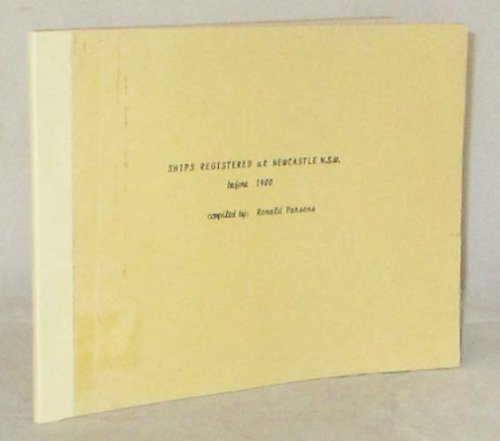 SHIPS REGISTERED at NEWCASTLE N.S.W.
before 1900
compiled by: Ronald Parsons